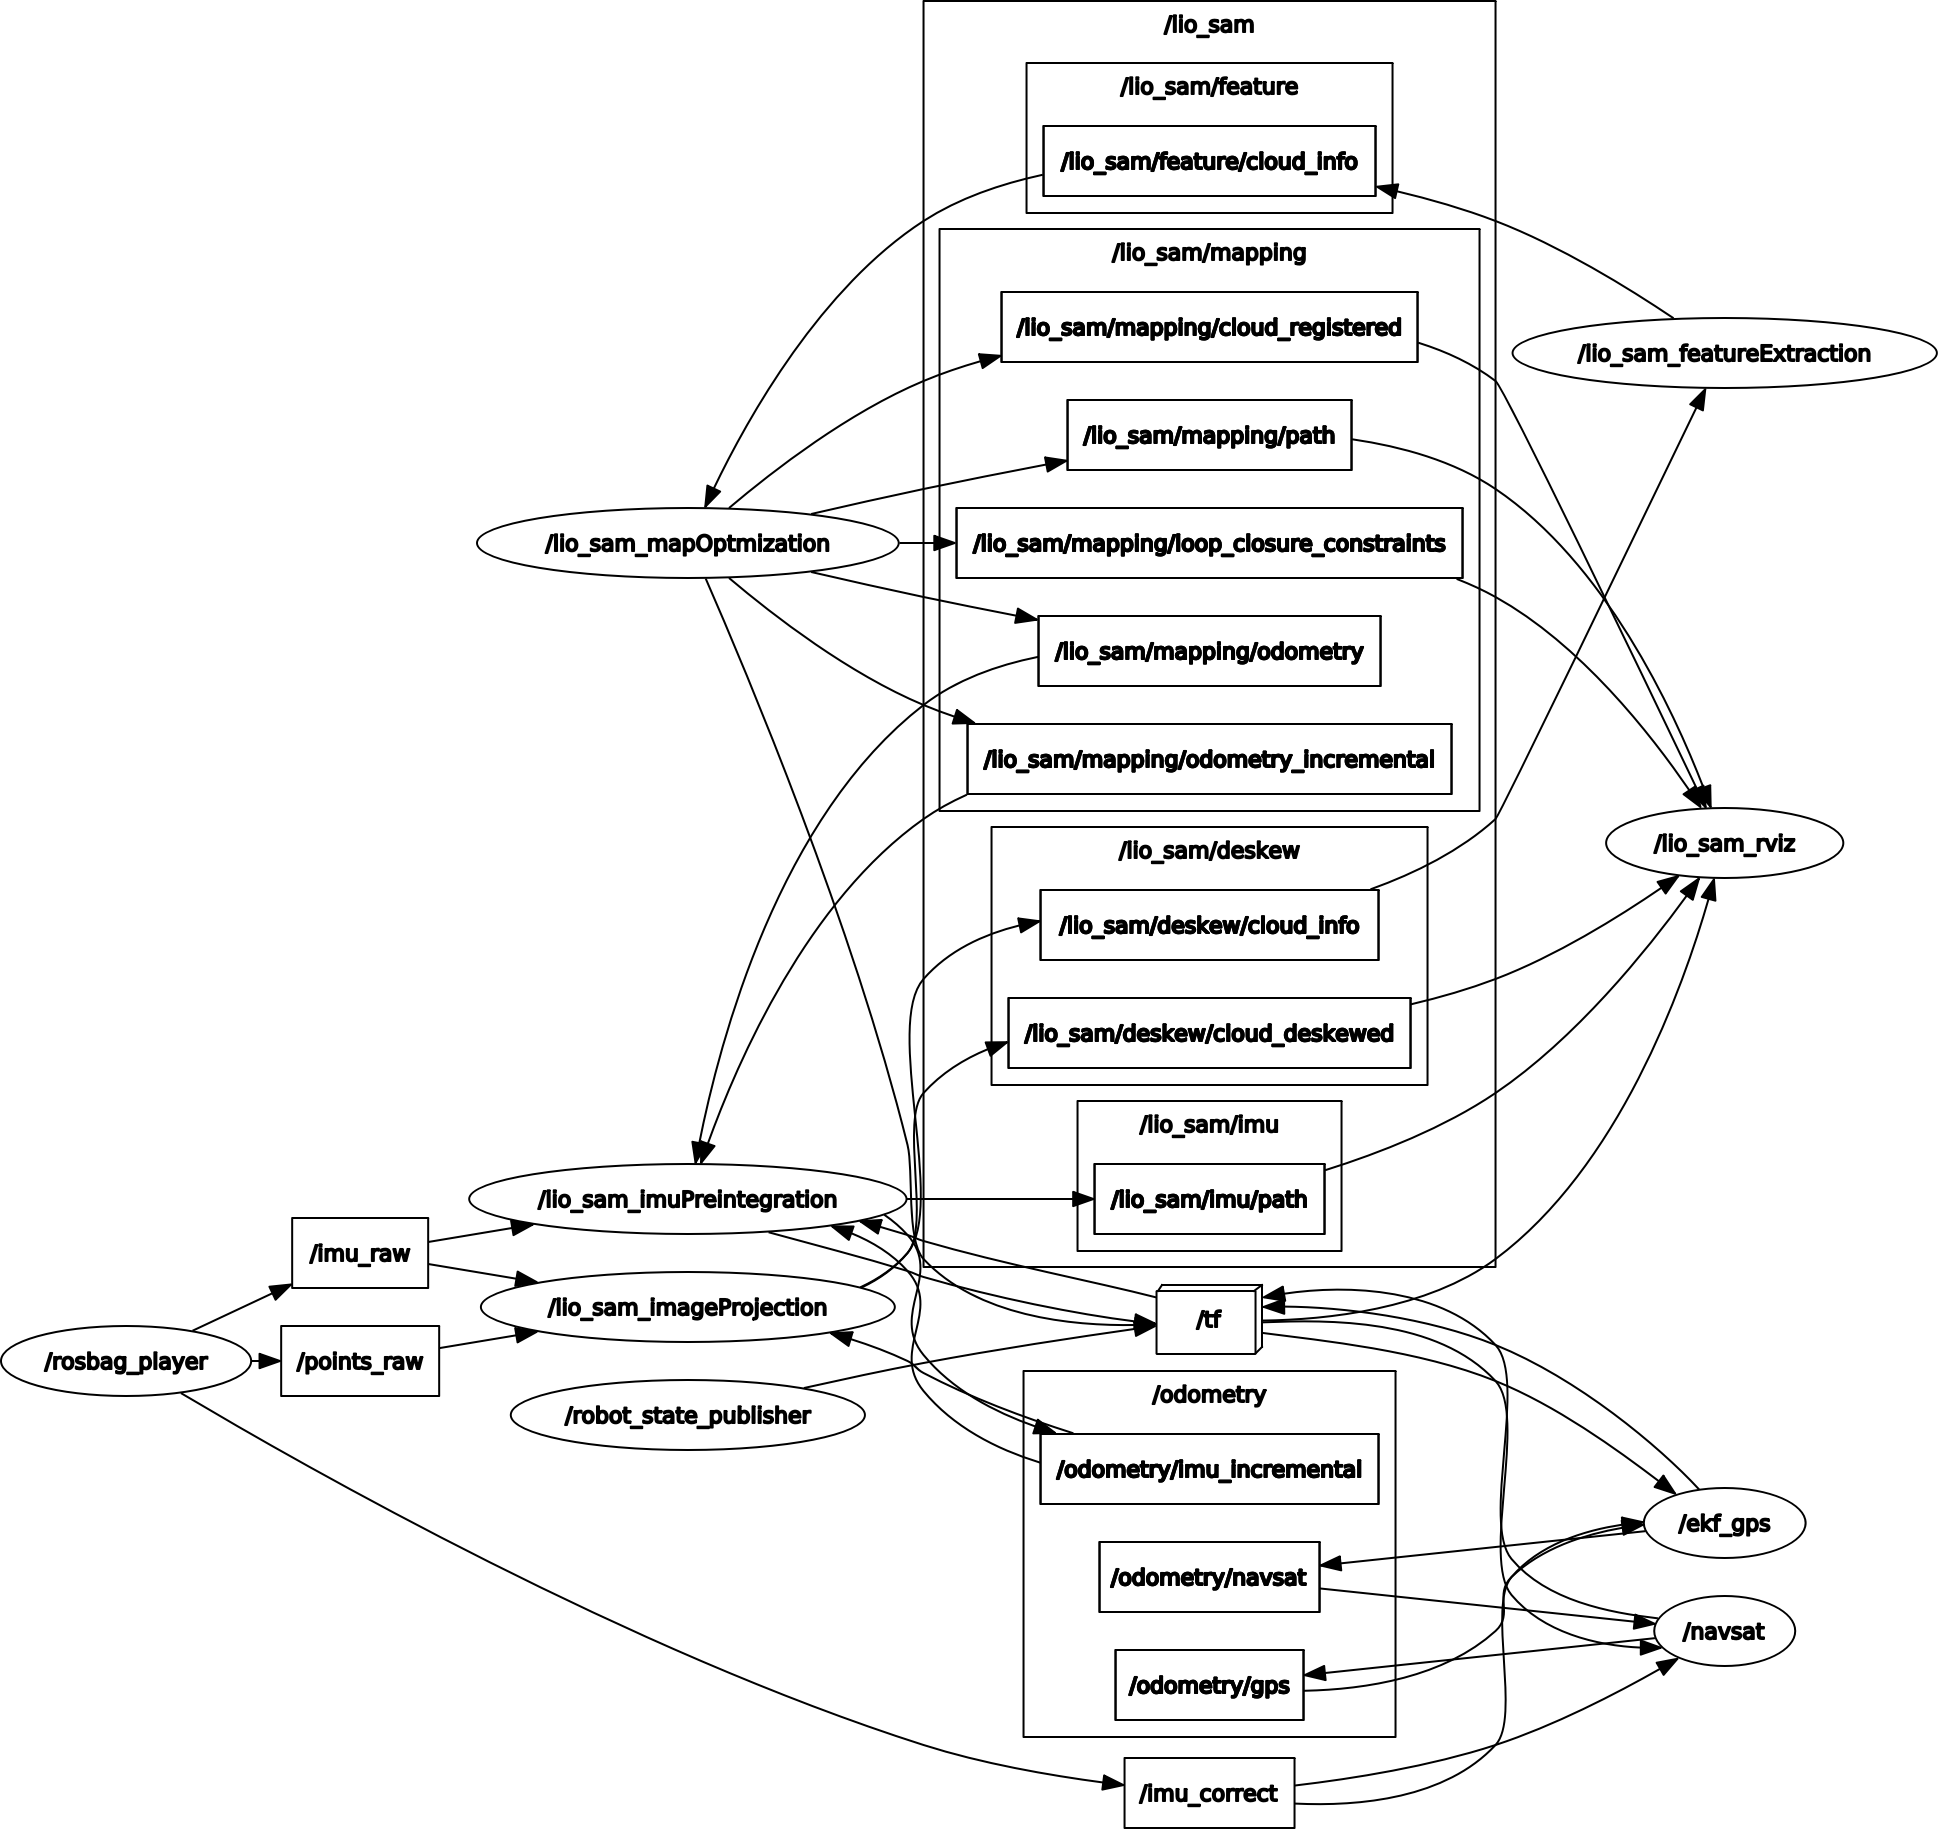 /lio_sam
/lio_sam/feature
/lio_sam/feature/cloud_info
/lio_sam/mapping
/lio_sam/mapping/cloud_registered
/lio_sam_featureExtraction
/lio_sam/mapping/path
/lio_sam_mapOptmization
/lio_sam/mapping/loop_closure_constraints
/lio_sam/mapping/odometry
/lio_sam/mapping/odometry_incremental
/lio_sam/deskew
/lio_sam_rviz
/lio_sam/deskew/cloud_info
/lio_sam/deskew/cloud_deskewed
/lio_sam/imu
/lio_sam_imuPreintegration
/lio_sam/imu/path
/imu_raw
/lio_sam_imageProjection
/tf
/rosbag_player
/points_raw
/odometry
/robot_state_publisher
/odometry/imu_incremental
/ekf_gps
/odometry/navsat
/navsat
/odometry/gps
/imu_correct